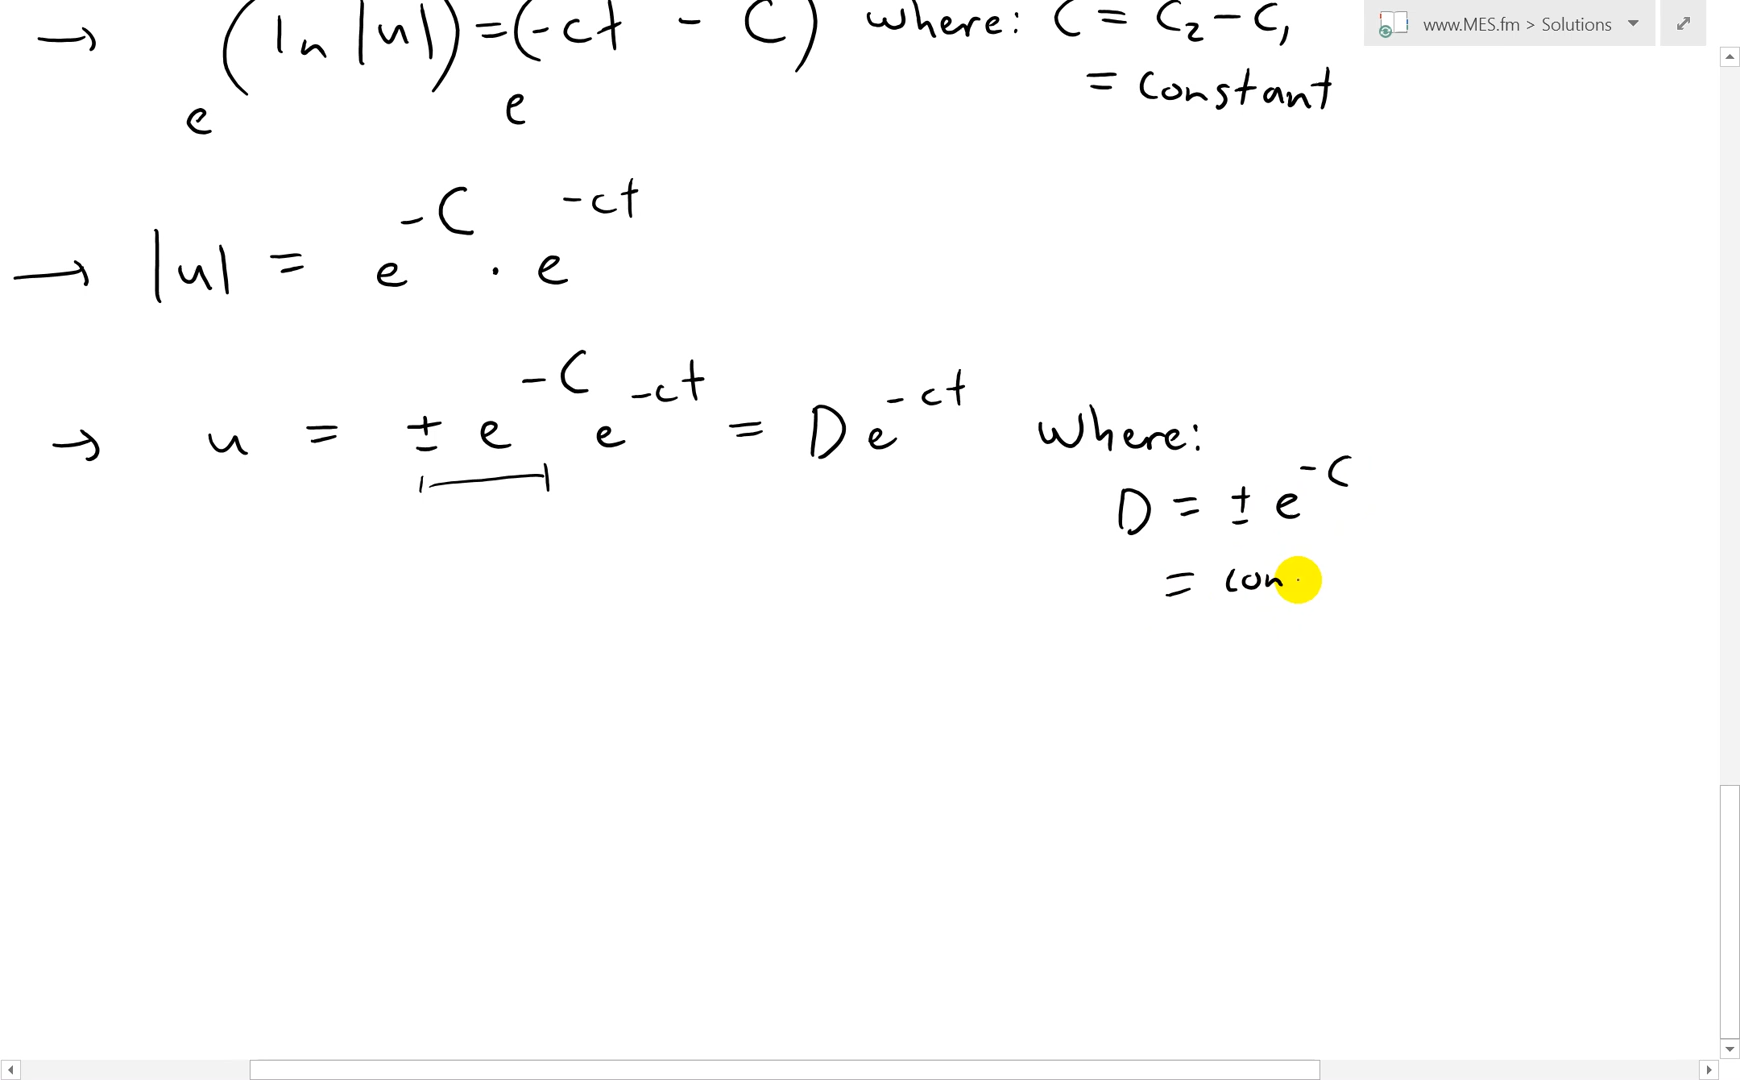 → e^(ln |u|) = e^(-ct - C) where: C = C₂ - C₁
www.MES.fm > Solutions
= constant
→ |u| = e^-C · e^-ct
→ u = ± e^-C e^-ct = D e^-ct where:
D = ± e^-C
= con